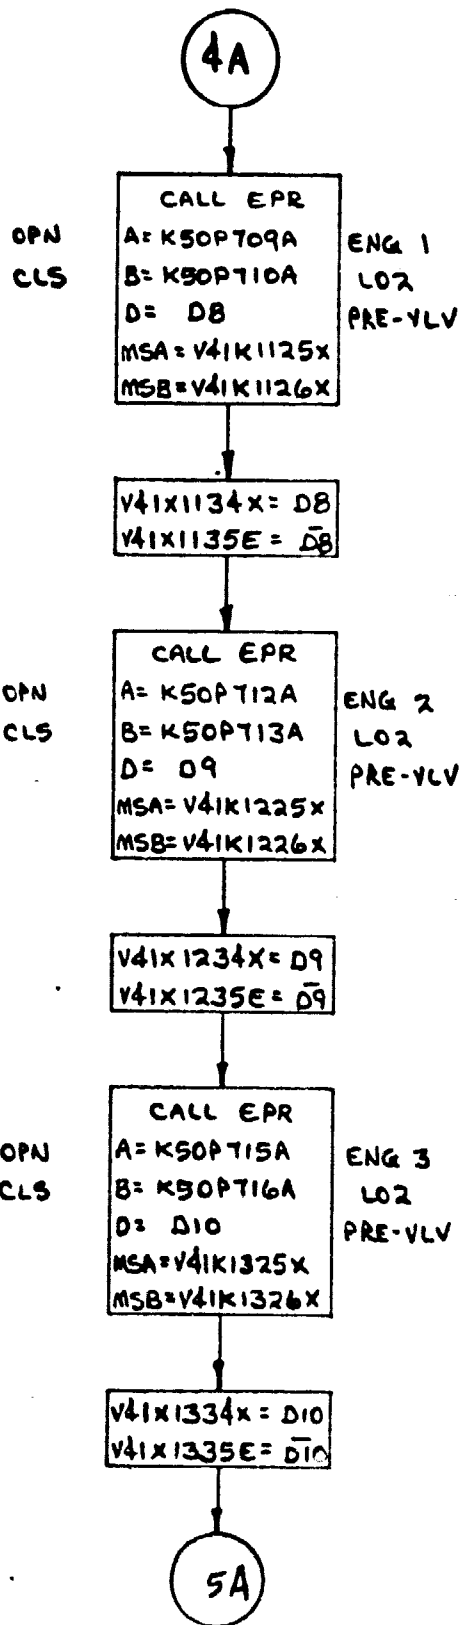 4A
CALL EPR
OPN A= K50P709A ENG 1
CLS B= K50P710A LO2
D= D8 PRE-VLV
MSA=V41K1125X
MSB=V41K1126X
V41X1134X= D8
V41X1135E = D̅8̅
CALL EPR
OPN A= K50P712A ENG 2
CLS B= K50P713A LO2
D= D9 PRE-VLV
MSA=V41K1225X
MSB=V41K1226X
V41X1234X= D9
V41X1235E = D̅9̅
CALL EPR
OPN A= K50P715A ENG 3
CLS B= K50P716A LO2
D= D10 PRE-VLV
MSA=V41K1325X
MSB=V41K1326X
V41X1334X = D10
V41X1335E = D̅1̅0̅
5A